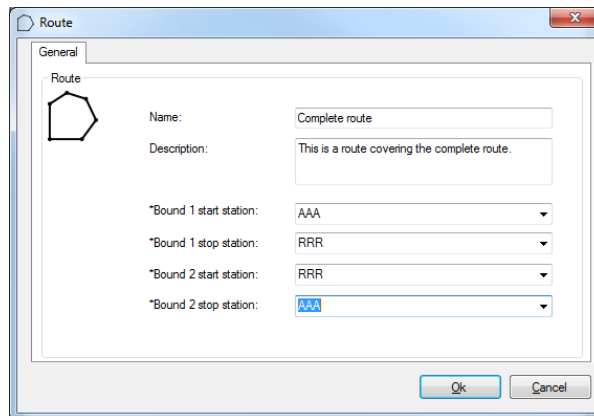 Route
General
Route
Name: Complete route
Description: This is a route covering the complete route.
*Bound 1 start station: AAA
*Bound 1 stop station: RRR
*Bound 2 start station: RRR
*Bound 2 stop station: AAA
Ok Cancel